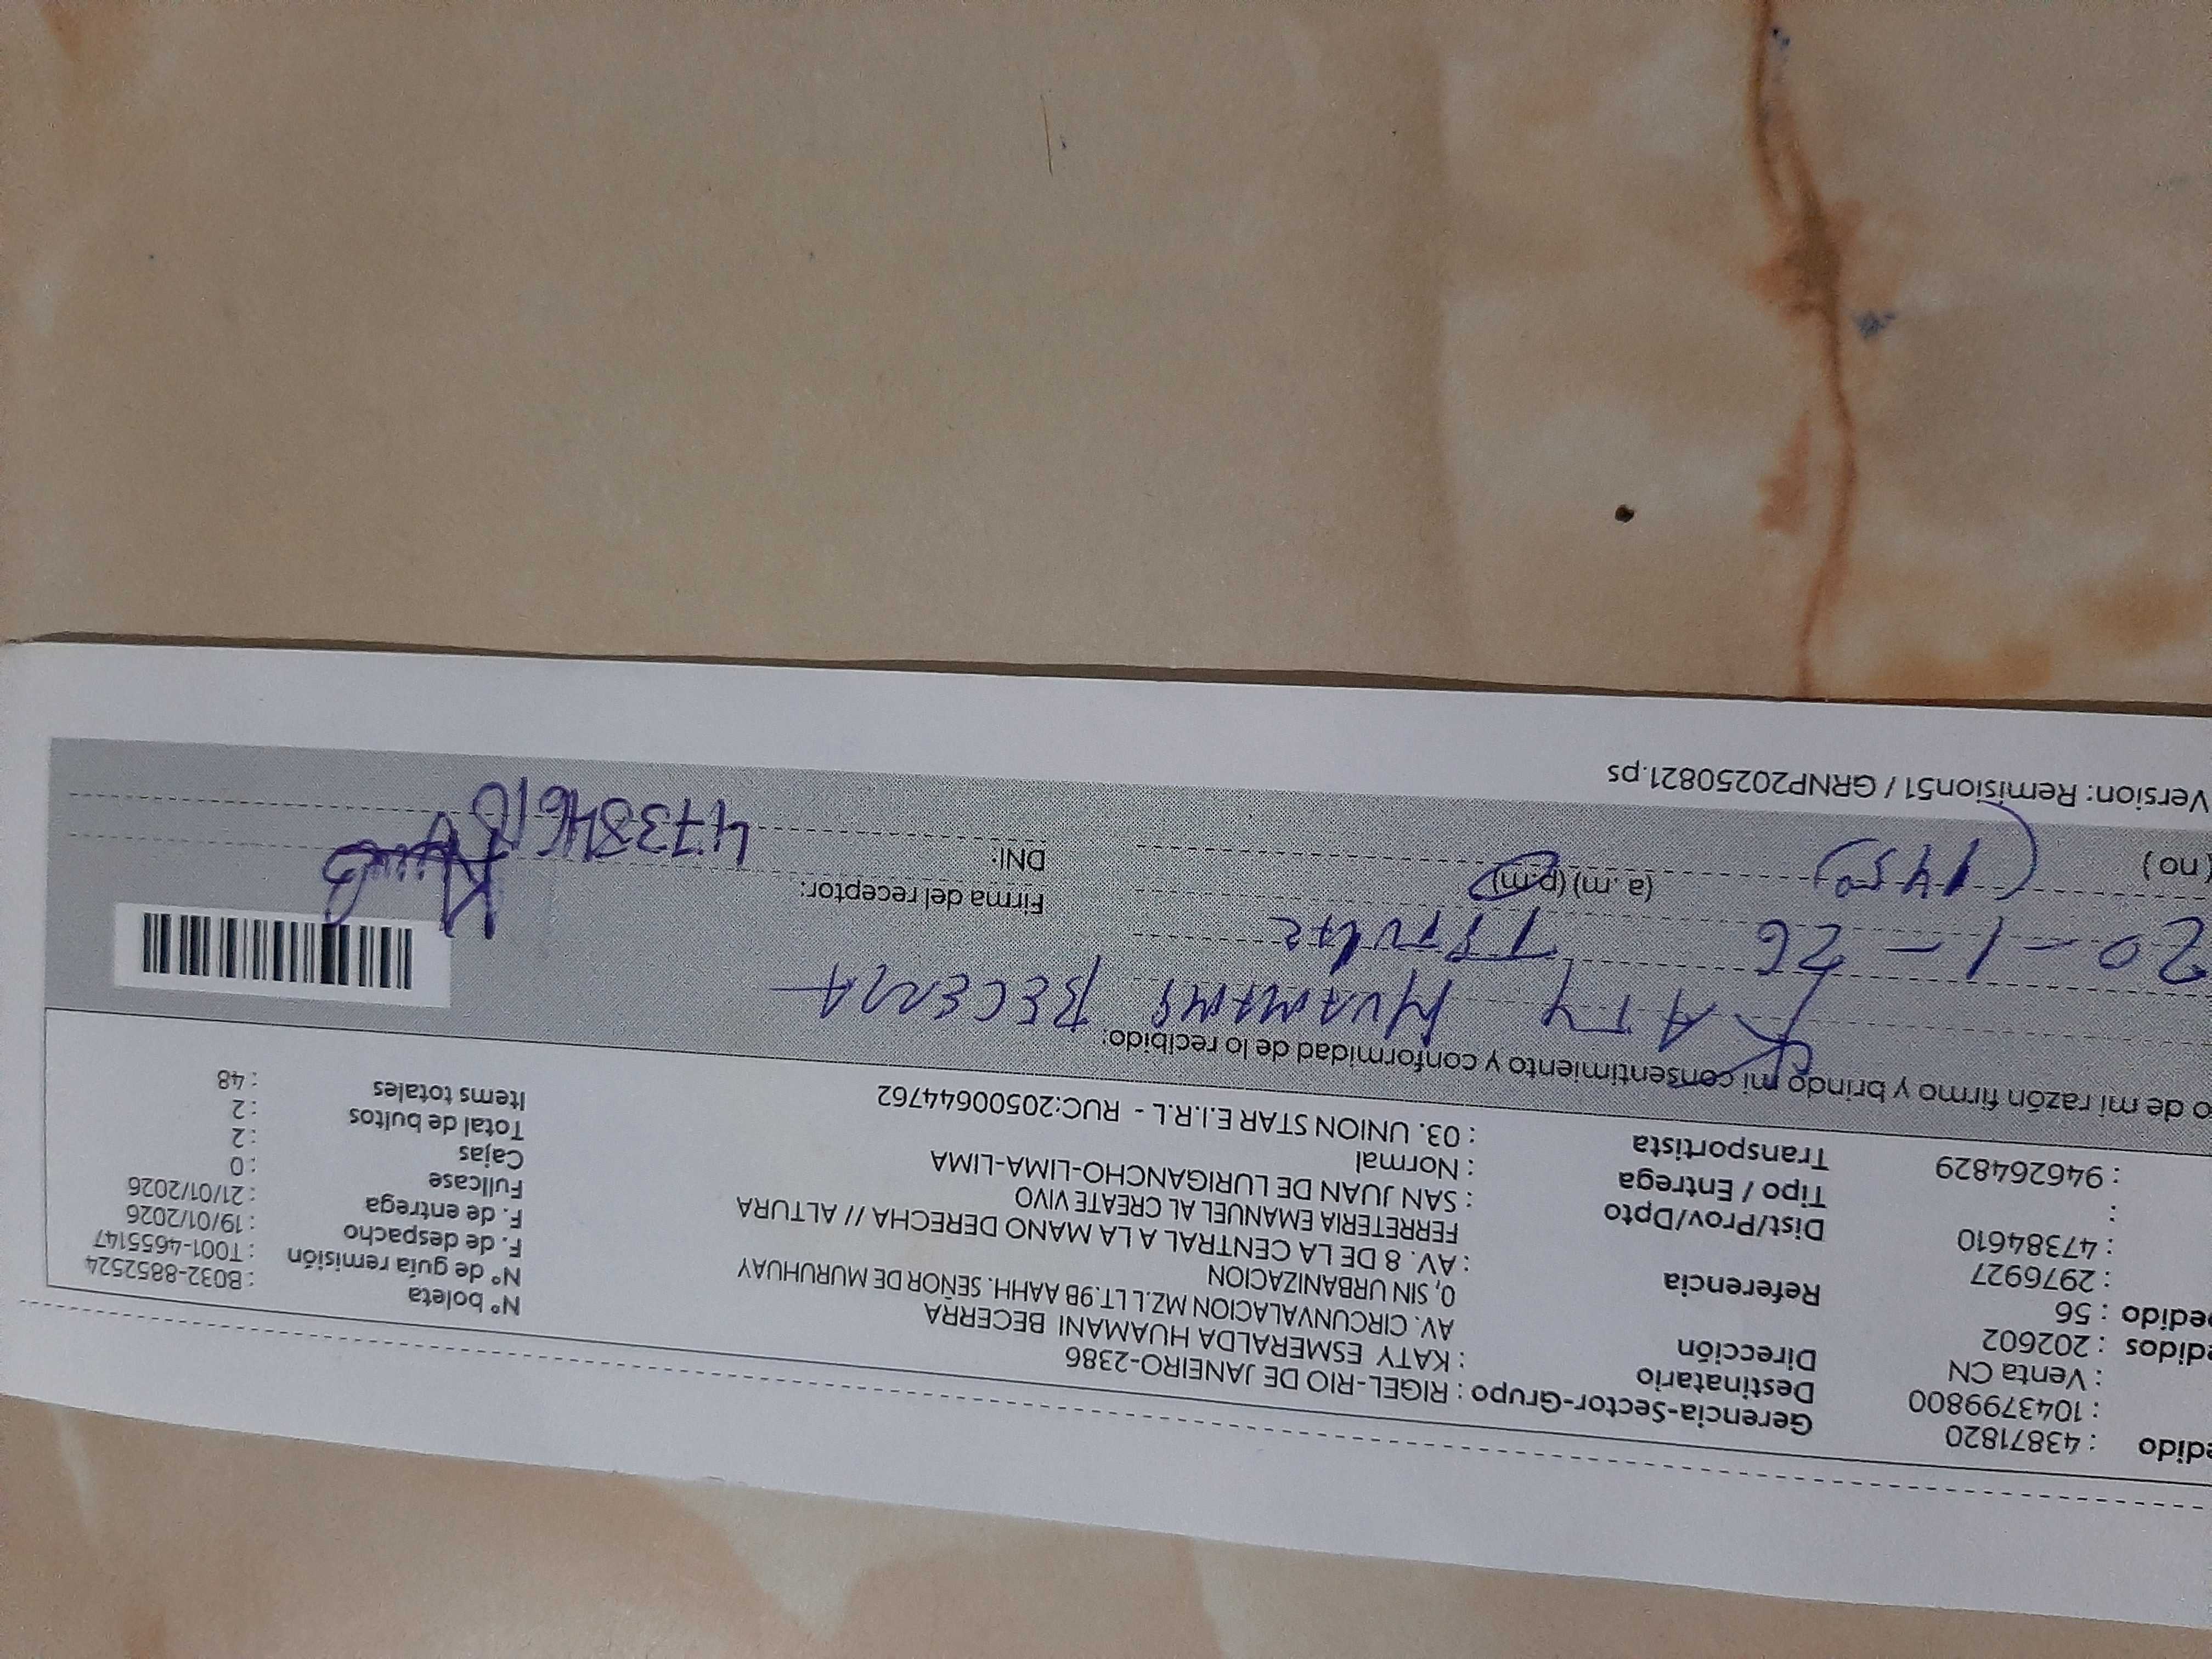 edido : 43871820 Gerencia-Sector-Grupo : RIGEL-RIO DE JANEIRO-2386
: 1043799800 Destinatario : KATY ESMERALDA HUAMANI BECERRA
: Venta CN Dirección AV. CIRCUNVALACION MZ.L LT.9B AAHH. SEÑOR DE MURUHUAY
edidos : 202602 0, SIN URBANIZACION
edido : 56 Referencia : AV. 8 DE LA CENTRAL A LA MANO DERECHA // ALTURA
: 2976927 FERRETERIA EMANUEL AL CREATE VIVO
: 47384610 Dist/Prov/Dpto : SAN JUAN DE LURIGANCHO-LIMA-LIMA
: Tipo / Entrega : Normal
: 946264829 Transportista : 03. UNION STAR E.I.R.L - RUC:20500644762
Nº boleta : B032-8852524
Nº de guía remisión : T001-4655147
F. de despacho : 19/01/2026
F. de entrega : 21/01/2026
Fullcase : 0
Cajas : 2
Total de bultos : 2
Items totales : 48
o de mi razón firmo y brindo mi consentimiento y conformidad de lo recibido:
KATY HUAMANI BECERRA
20-1-26 TITULAR
Firma del receptor:
no) 1450 (a.m) (p.m)
DNI: 47384610
Version: Remision51 / GRNP20250821.ps